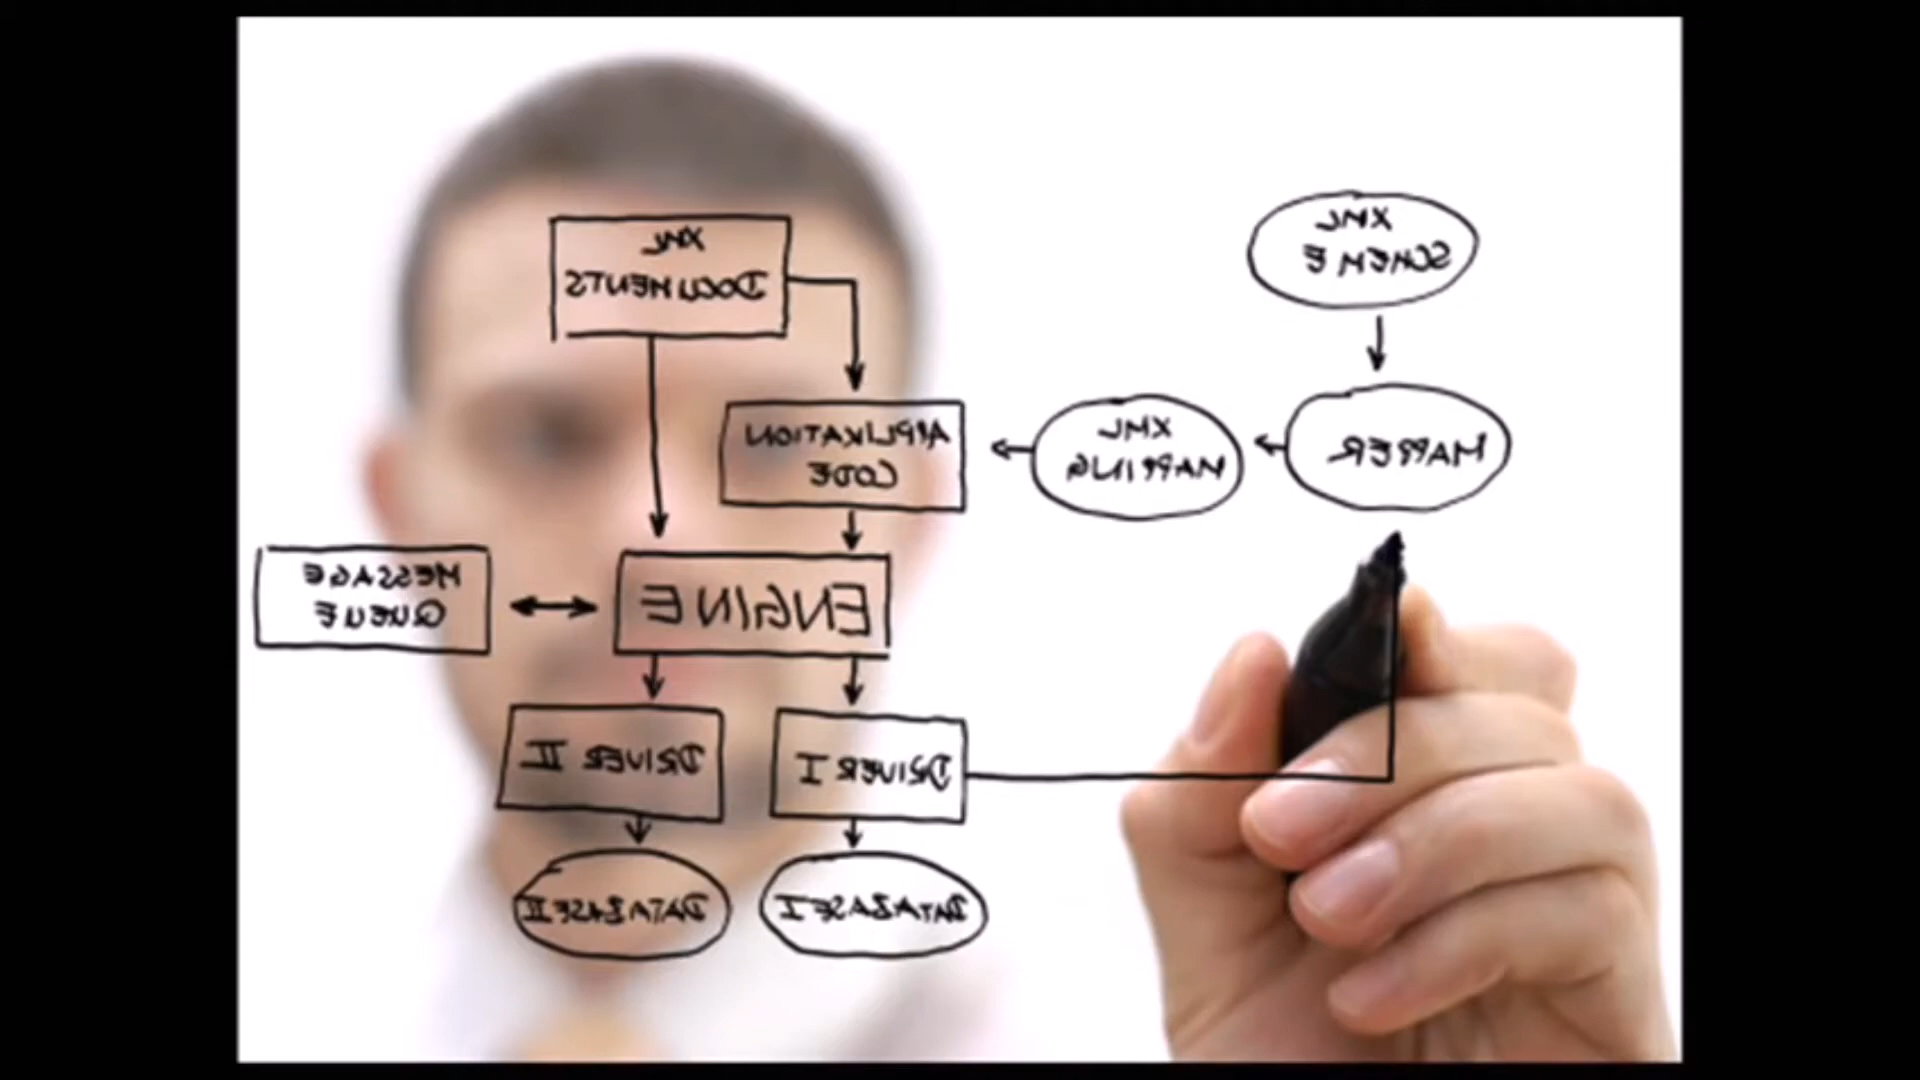 XML
DOCUMENTS
XML
SCHEME
APPLIKATION
CODE
XML
MAPPING
MAPPER
MESSAGE
QUEUE
ENGINE
DRIVER II
DRIVER I
DATABASE II
DATABASE I